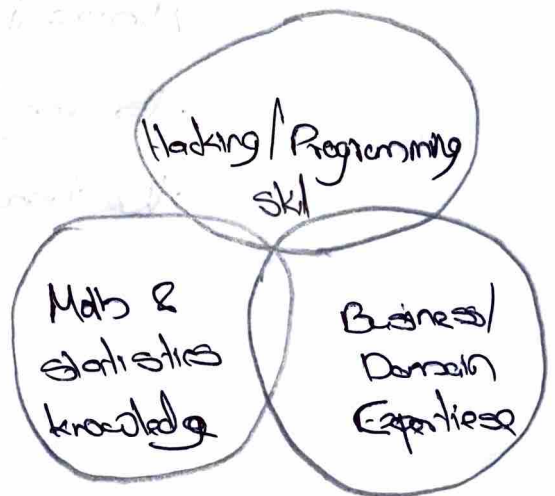 Hacking / Programming
skil
Math &
statistics
knowledge
Business/
Domain
Expertiese